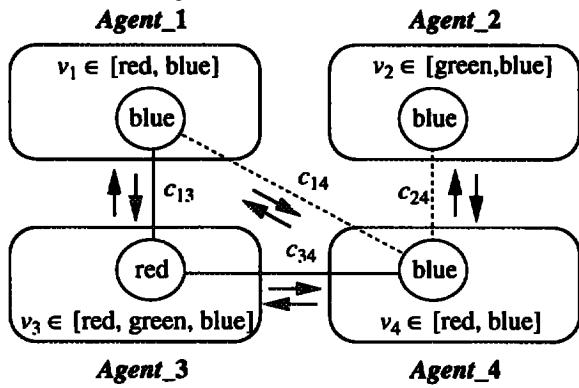 Agent_1 Agent_2
v1 ∈ [red, blue] v2 ∈ [green,blue]
blue blue
c13 c14 c24
c34
red blue
v3 ∈ [red, green, blue] v4 ∈ [red, blue]
Agent_3 Agent_4